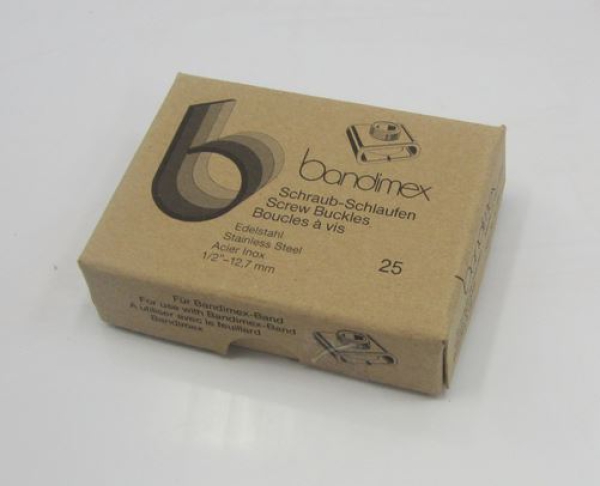 b
bandimex
Schraub-Schlaufen
Screw Buckles
Boucles à vis
Edelstahl
Stainless Steel
Acier Inox
1/2"–12,7 mm
25
Für Bandimex-Band
For use with Bandimex-Band
A utiliser avec le feuillard
Bandimex
bandimex